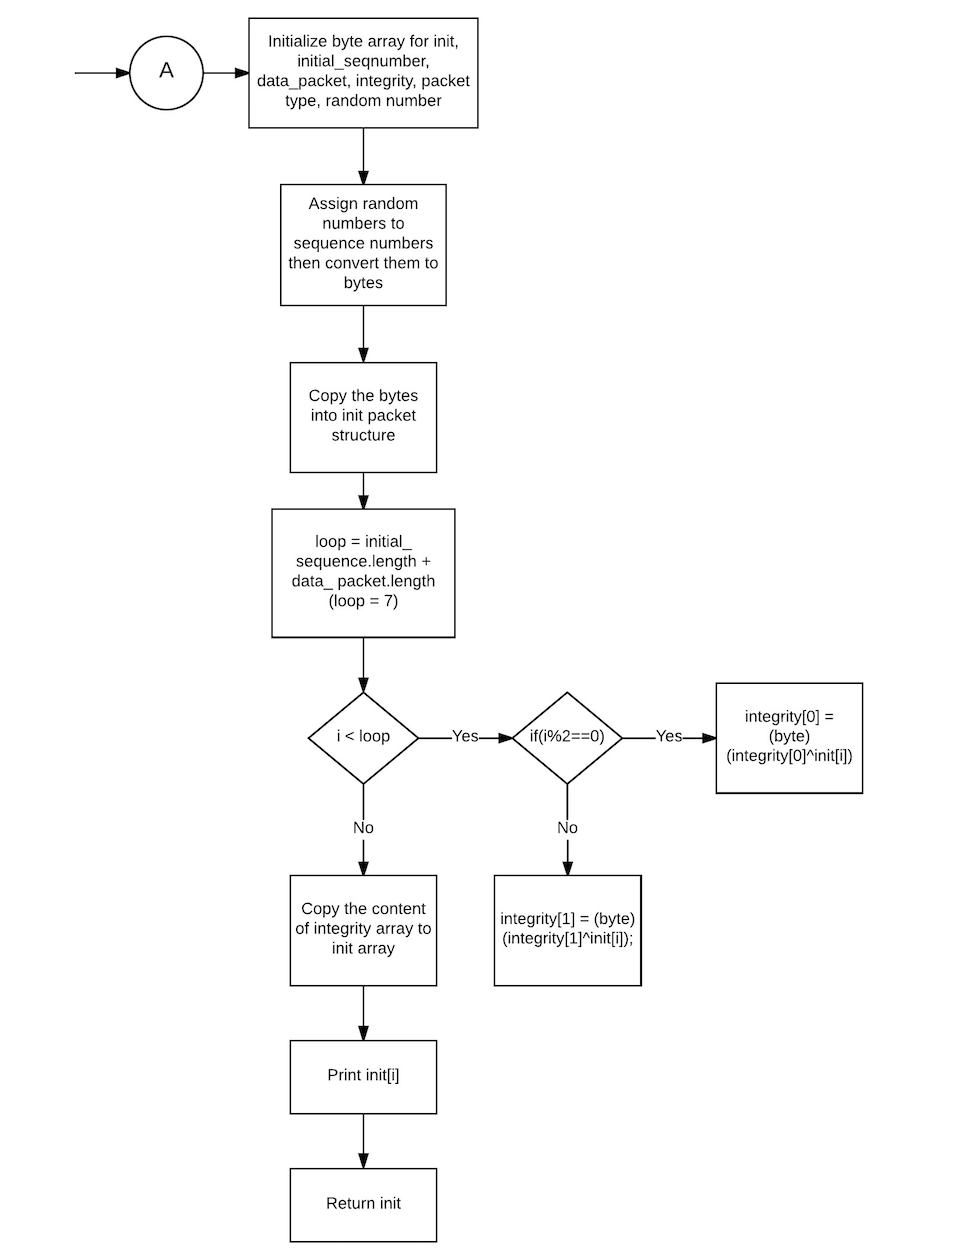 A
Initialize byte array for init,
initial_seqnumber,
data_packet, integrity, packet
type, random number
Assign random
numbers to
sequence numbers
then convert them to
bytes
Copy the bytes
into init packet
structure
loop = initial_
sequence.length +
data_ packet.length
(loop = 7)
i < loop
Yes
if(i%2==0)
Yes
integrity[0] =
(byte)
(integrity[0]^init[i])
No
No
Copy the content
of integrity array to
init array
integrity[1] = (byte)
(integrity[1]^init[i]);
Print init[i]
Return init